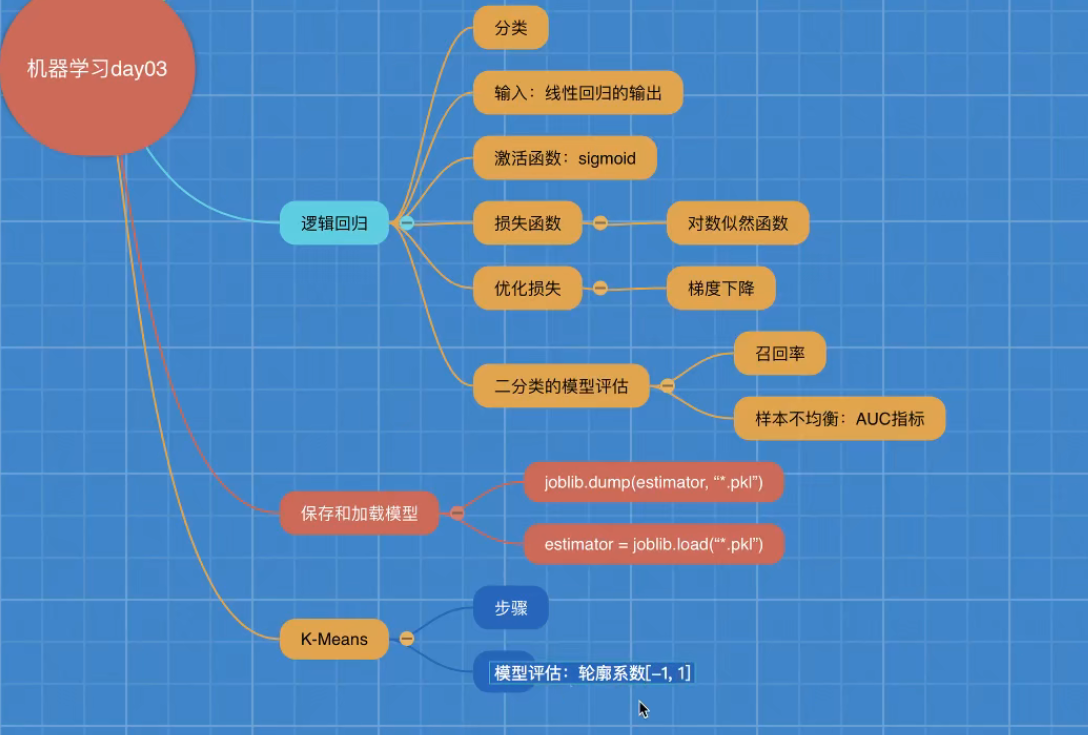 机器学习day03
分类
输入：线性回归的输出
激活函数：sigmoid
逻辑回归
损失函数
对数似然函数
优化损失
梯度下降
召回率
二分类的模型评估
样本不均衡：AUC指标
joblib.dump(estimator, “*.pkl”)
保存和加载模型
estimator = joblib.load(“*.pkl”)
步骤
K-Means
模型评估：轮廓系数[-1, 1]